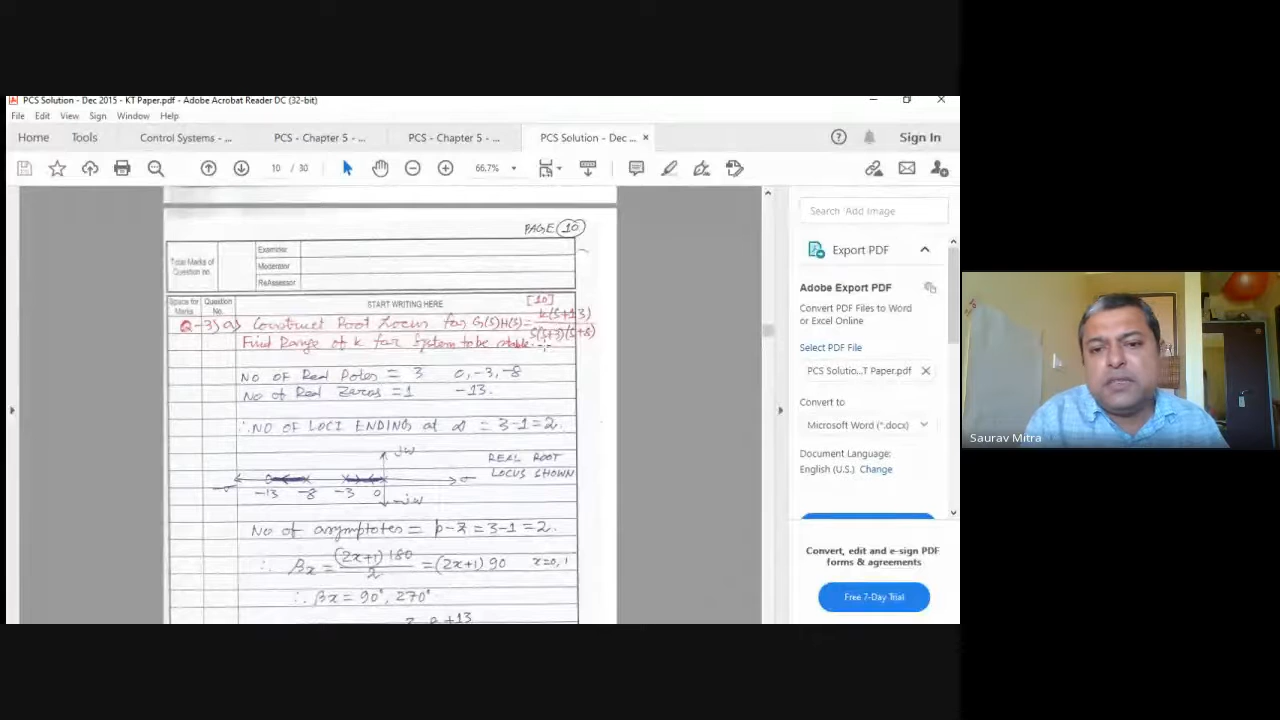 PCS Solution - Dec 2015 - KT Paper.pdf - Adobe Acrobat Reader DC (32-bit)
File Edit View Sign Window Help
Home Tools Control Systems - ... PCS - Chapter 5 - ... PCS - Chapter 5 - ... PCS Solution - Dec ... × Sign In
10 / 30 66.7%
PAGE 10
Total Marks of Question no.
Examiner
Moderator
ReAssessor
Space for Marks Question No. START WRITING HERE [10]
Q-3) a) Construct Root Locus for G(s)H(s) = K(s+13)
S(s+3)(s+8)
Find Range of K for System to be stable.
No of Real Poles = 3 0, -3, -8
No of Real Zeros = 1 -13.
∴ NO OF LOCI ENDING AT ∞ = 3-1=2.
jω REAL ROOT
LOCUS SHOWN
-σ σ
-13 -8 -3 0 -jω
No of asymptotes = p-z = 3-1 = 2.
∴ βx = (2x+1) 180 / 2 = (2x+1) 90 x=0, 1
∴ βx = 90°, 270°
Search 'Add Image'
Export PDF
Adobe Export PDF
Convert PDF Files to Word
or Excel Online
Select PDF File
PCS Solutio...T Paper.pdf ×
Convert to
Microsoft Word (*.docx)
Document Language:
English (U.S.) Change
Convert, edit and e-sign PDF
forms & agreements
Free 7-Day Trial
Saurav Mitra